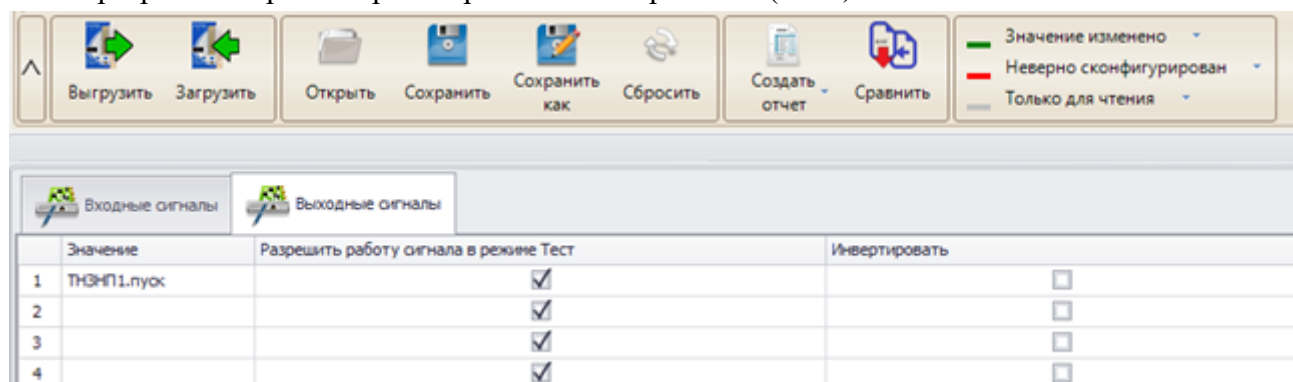 Выгрузить Загрузить Открыть Сохранить Сохранить как Сбросить Создать отчет Сравнить
Значение изменено
Неверно сконфигурирован
Только для чтения
Входные сигналы Выходные сигналы
Значение Разрешить работу сигнала в режиме Тест Инвертировать
1 ТНЗНП1.пуск
2
3
4